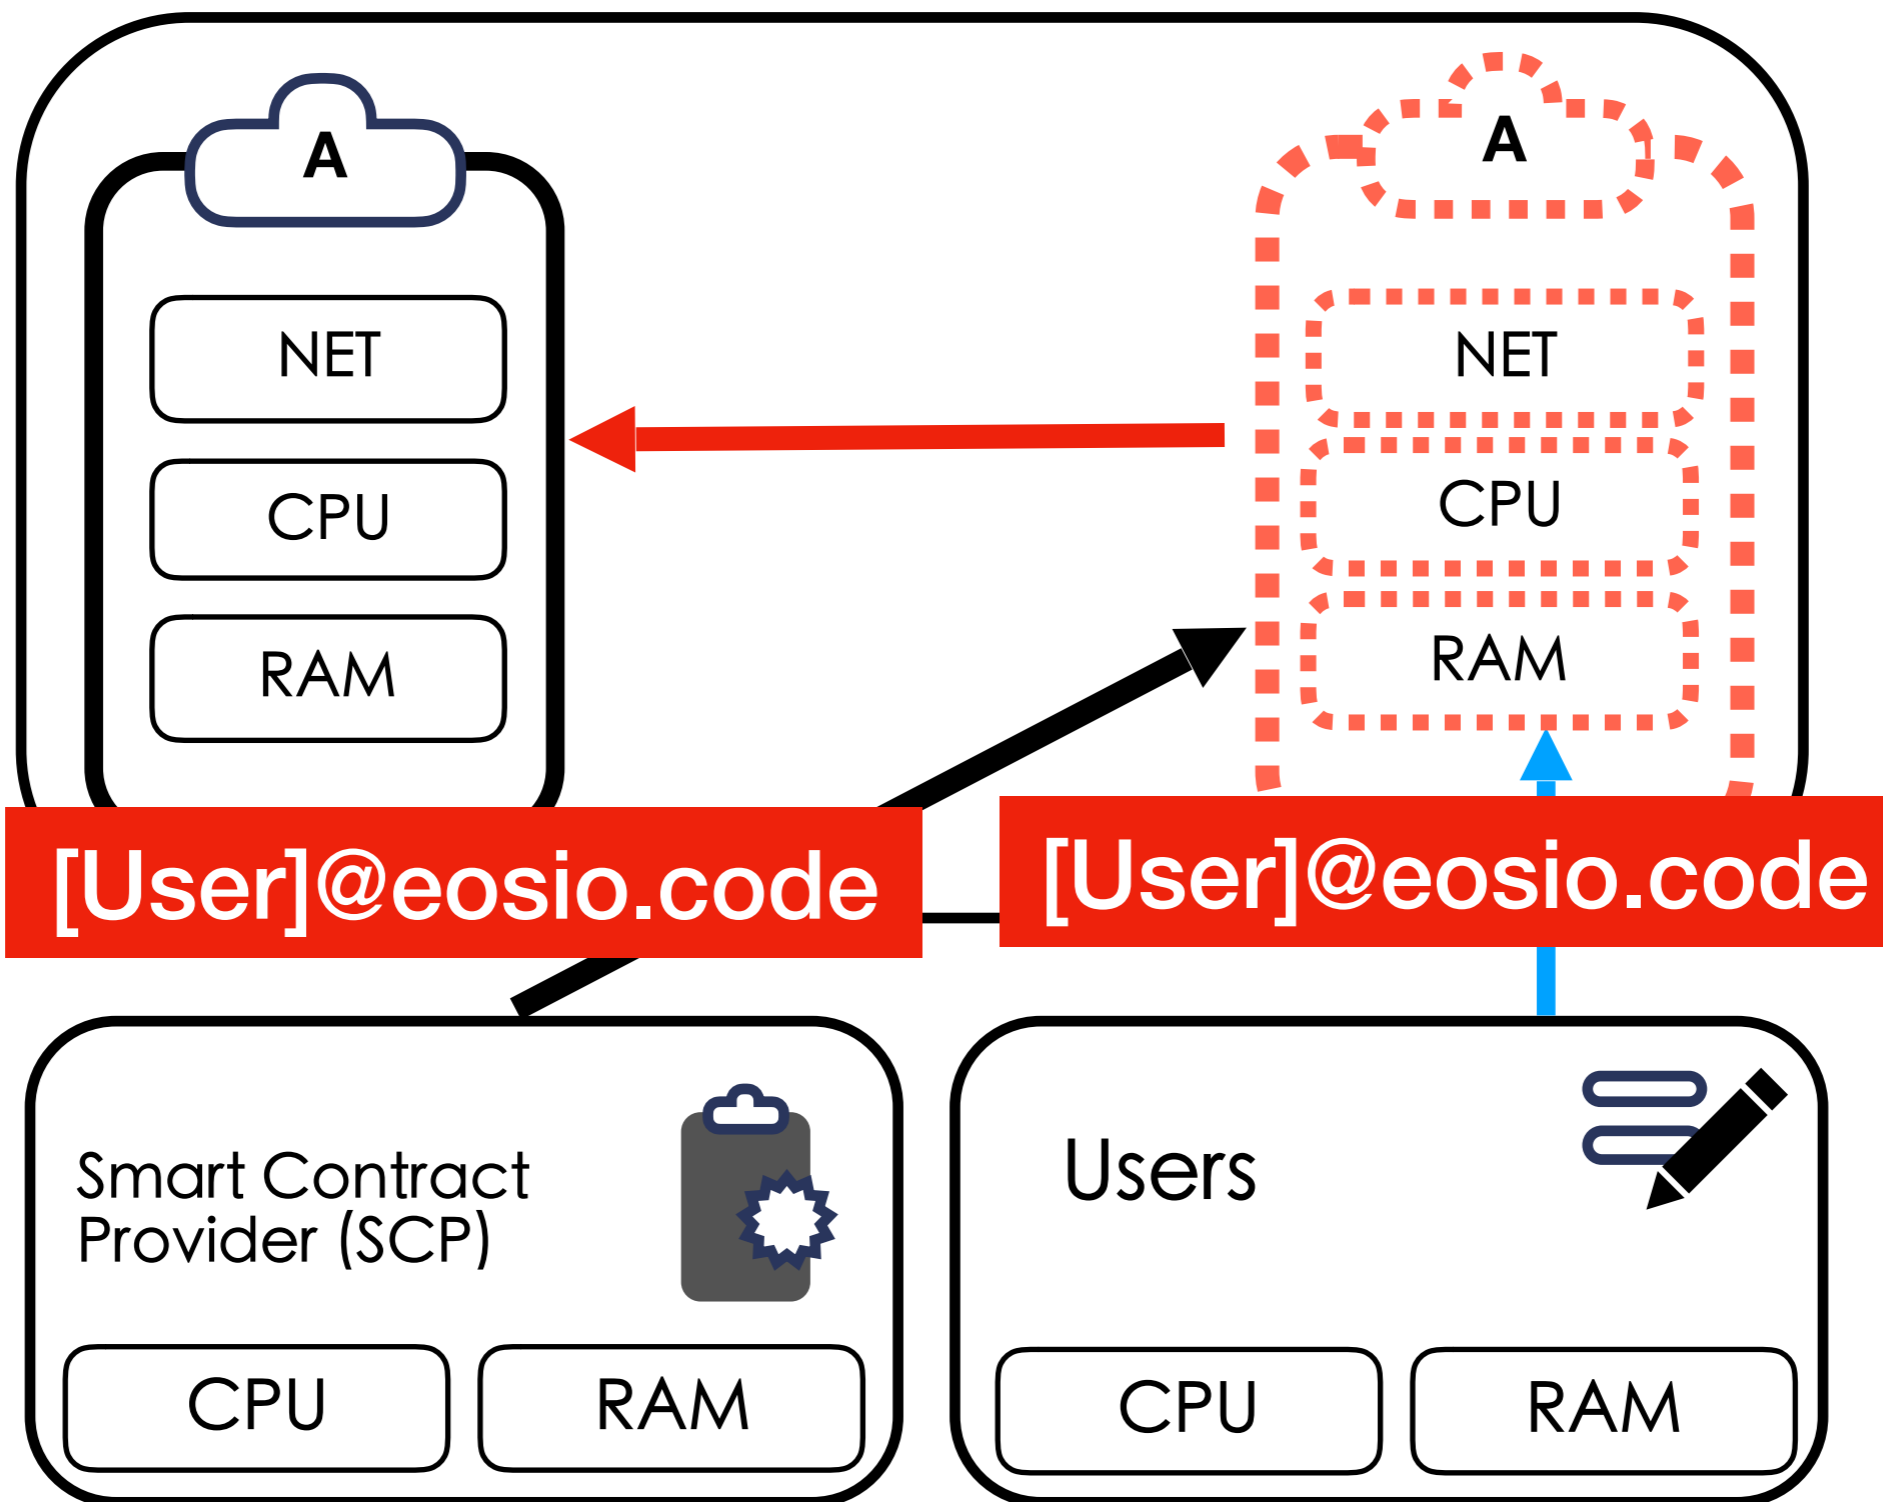 A
NET
CPU
RAM
A
NET
CPU
RAM
[User]@eosio.code
[User]@eosio.code
Smart Contract
Provider (SCP)
CPU
RAM
Users
CPU
RAM